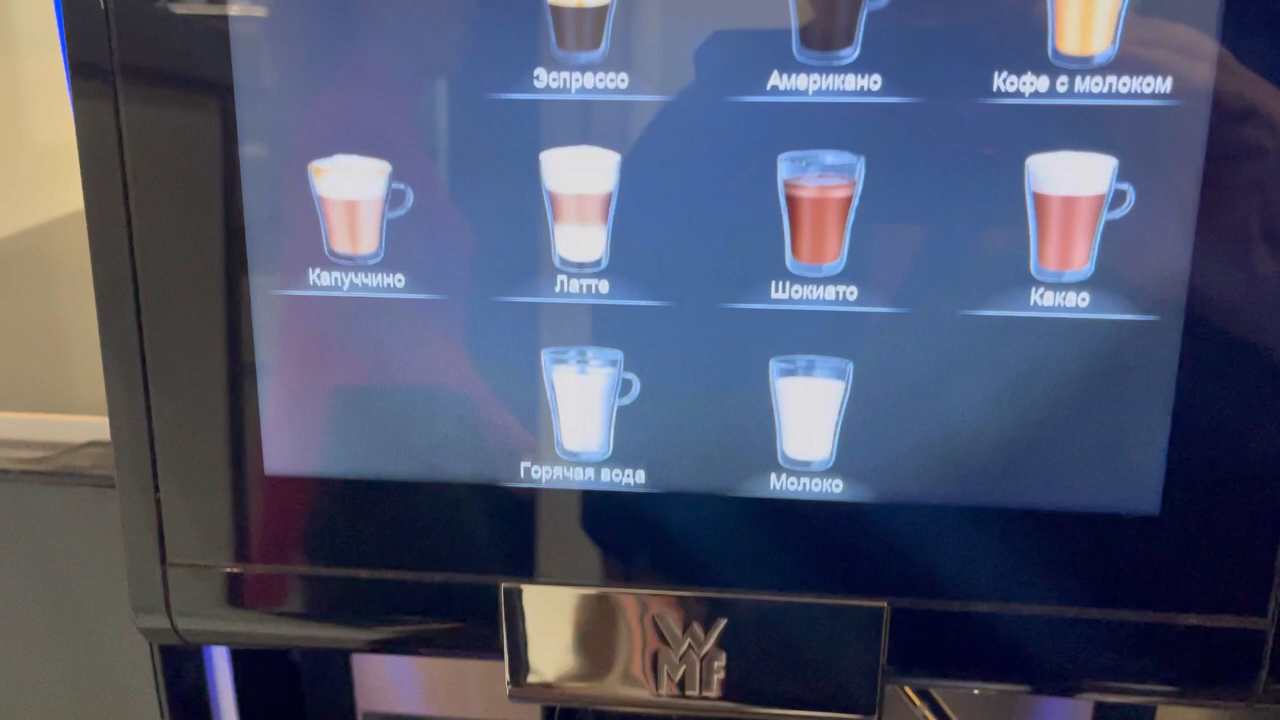 Эспрессо
Американо
Кофе с молоком
Капуччино
Латте
Шокиато
Какао
Горячая вода
Молоко
WMF